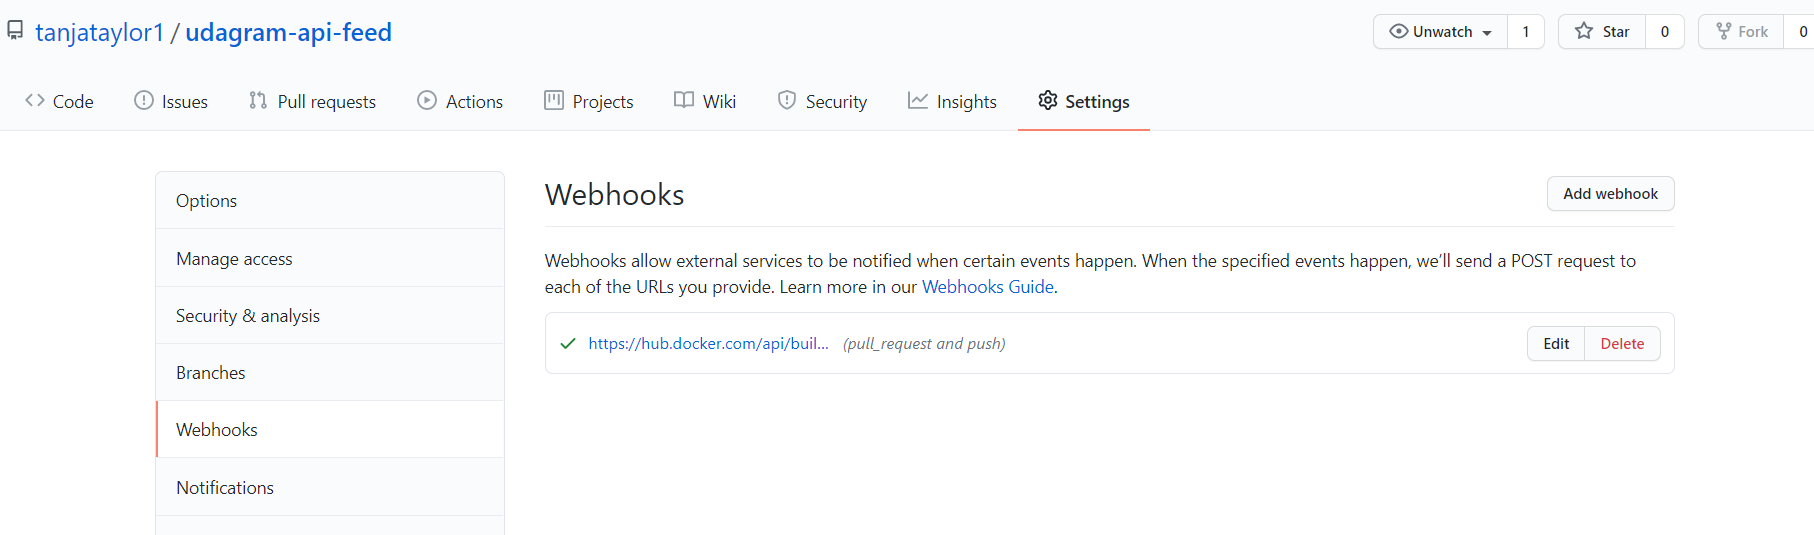 tanjataylor1 / udagram-api-feed
Unwatch 1 Star 0 Fork 0
Code Issues Pull requests Actions Projects Wiki Security Insights Settings
Options
Manage access
Security & analysis
Branches
Webhooks
Notifications
Webhooks
Add webhook
Webhooks allow external services to be notified when certain events happen. When the specified events happen, we’ll send a POST request to
each of the URLs you provide. Learn more in our Webhooks Guide.
https://hub.docker.com/api/buil... (pull_request and push) Edit Delete